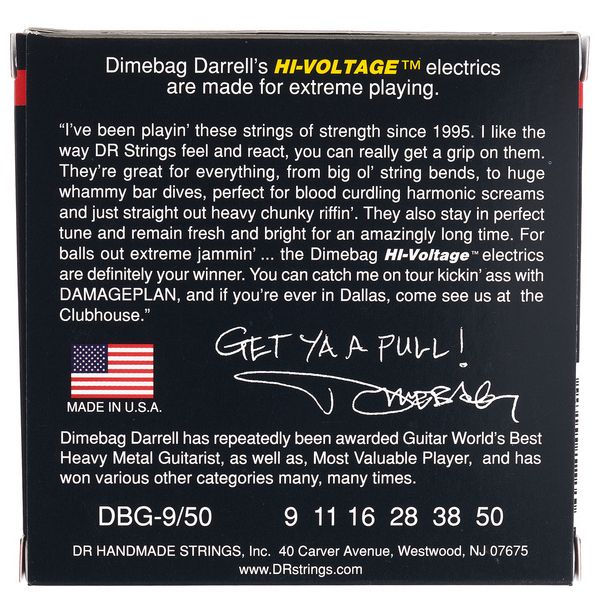 Dimebag Darrell's HI-VOLTAGE™ electrics
are made for extreme playing.
“I've been playin' these strings of strength since 1995. I like the
way DR Strings feel and react, you can really get a grip on them.
They're great for everything, from big ol' string bends, to huge
whammy bar dives, perfect for blood curdling harmonic screams
and just straight out heavy chunky riffin'. They also stay in perfect
tune and remain fresh and bright for an amazingly long time. For
balls out extreme jammin' ... the Dimebag Hi-Voltage™ electrics
are definitely your winner. You can catch me on tour kickin' ass with
DAMAGEPLAN, and if you're ever in Dallas, come see us at the
Clubhouse.”
GET YA A PULL!
DIMEBAG
MADE IN U.S.A.
Dimebag Darrell has repeatedly been awarded Guitar World's Best
Heavy Metal Guitarist, as well as, Most Valuable Player, and has
won various other categories many, many times.
DBG-9/50 9 11 16 28 38 50
DR HANDMADE STRINGS, Inc. 40 Carver Avenue, Westwood, NJ 07675
www.DRstrings.com